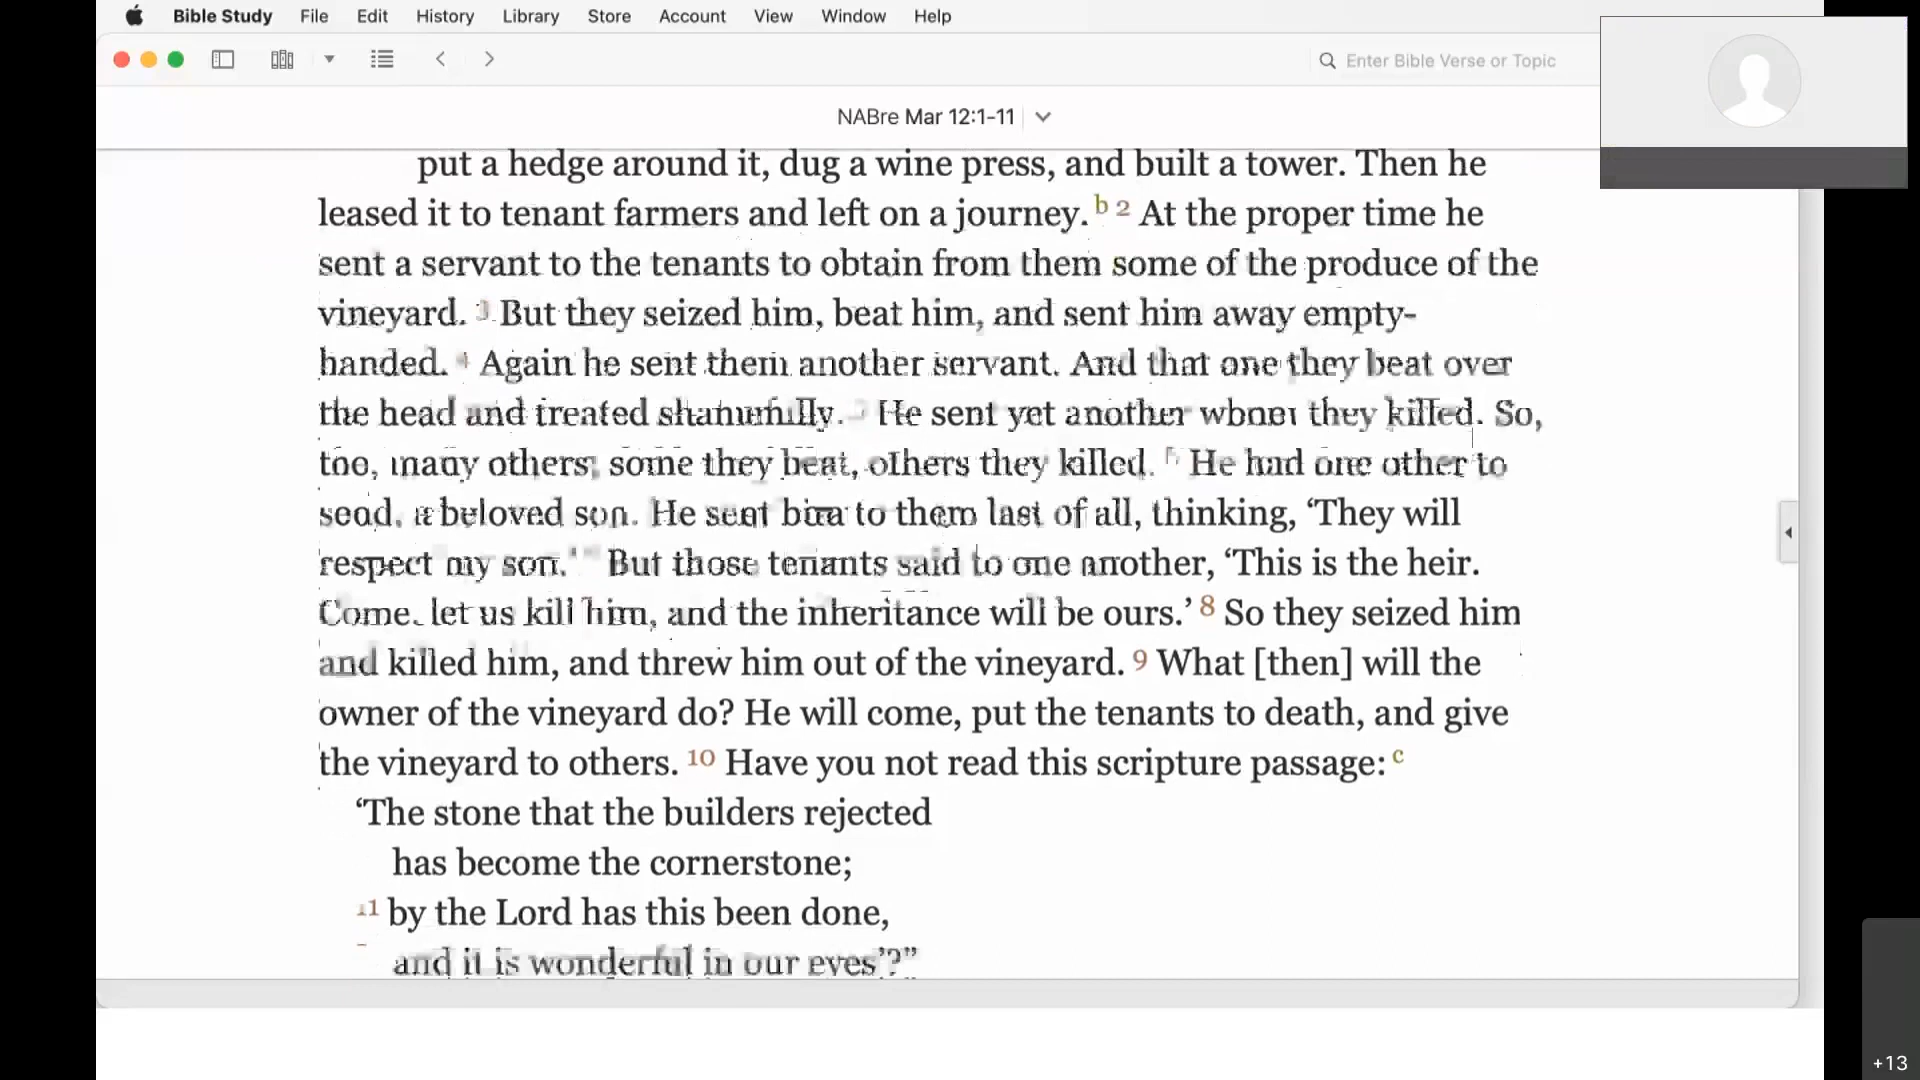 Bible Study File Edit History Library Store Account View Window Help
Enter Bible Verse or Topic
NABre Mar 12:1-11
put a hedge around it, dug a wine press, and built a tower. Then he
leased it to tenant farmers and left on a journey. b 2 At the proper time he
sent a servant to the tenants to obtain from them some of the produce of the
vineyard. 3 But they seized him, beat him, and sent him away empty-
handed. 4 Again he sent them another servant. And that one they beat over
the head and treated shamefully. He sent yet another whom they killed. So,
too, many others; some they beat, others they killed. He had one other to
send, a beloved son. He sent him to them last of all, thinking, ‘They will
respect my son.’ But those tenants said to one another, ‘This is the heir.
Come, let us kill him, and the inheritance will be ours.’ 8 So they seized him
and killed him, and threw him out of the vineyard. 9 What [then] will the
owner of the vineyard do? He will come, put the tenants to death, and give
the vineyard to others. 10 Have you not read this scripture passage: c
‘The stone that the builders rejected
has become the cornerstone;
11 by the Lord has this been done,
and it is wonderful in our eyes’?”
+13